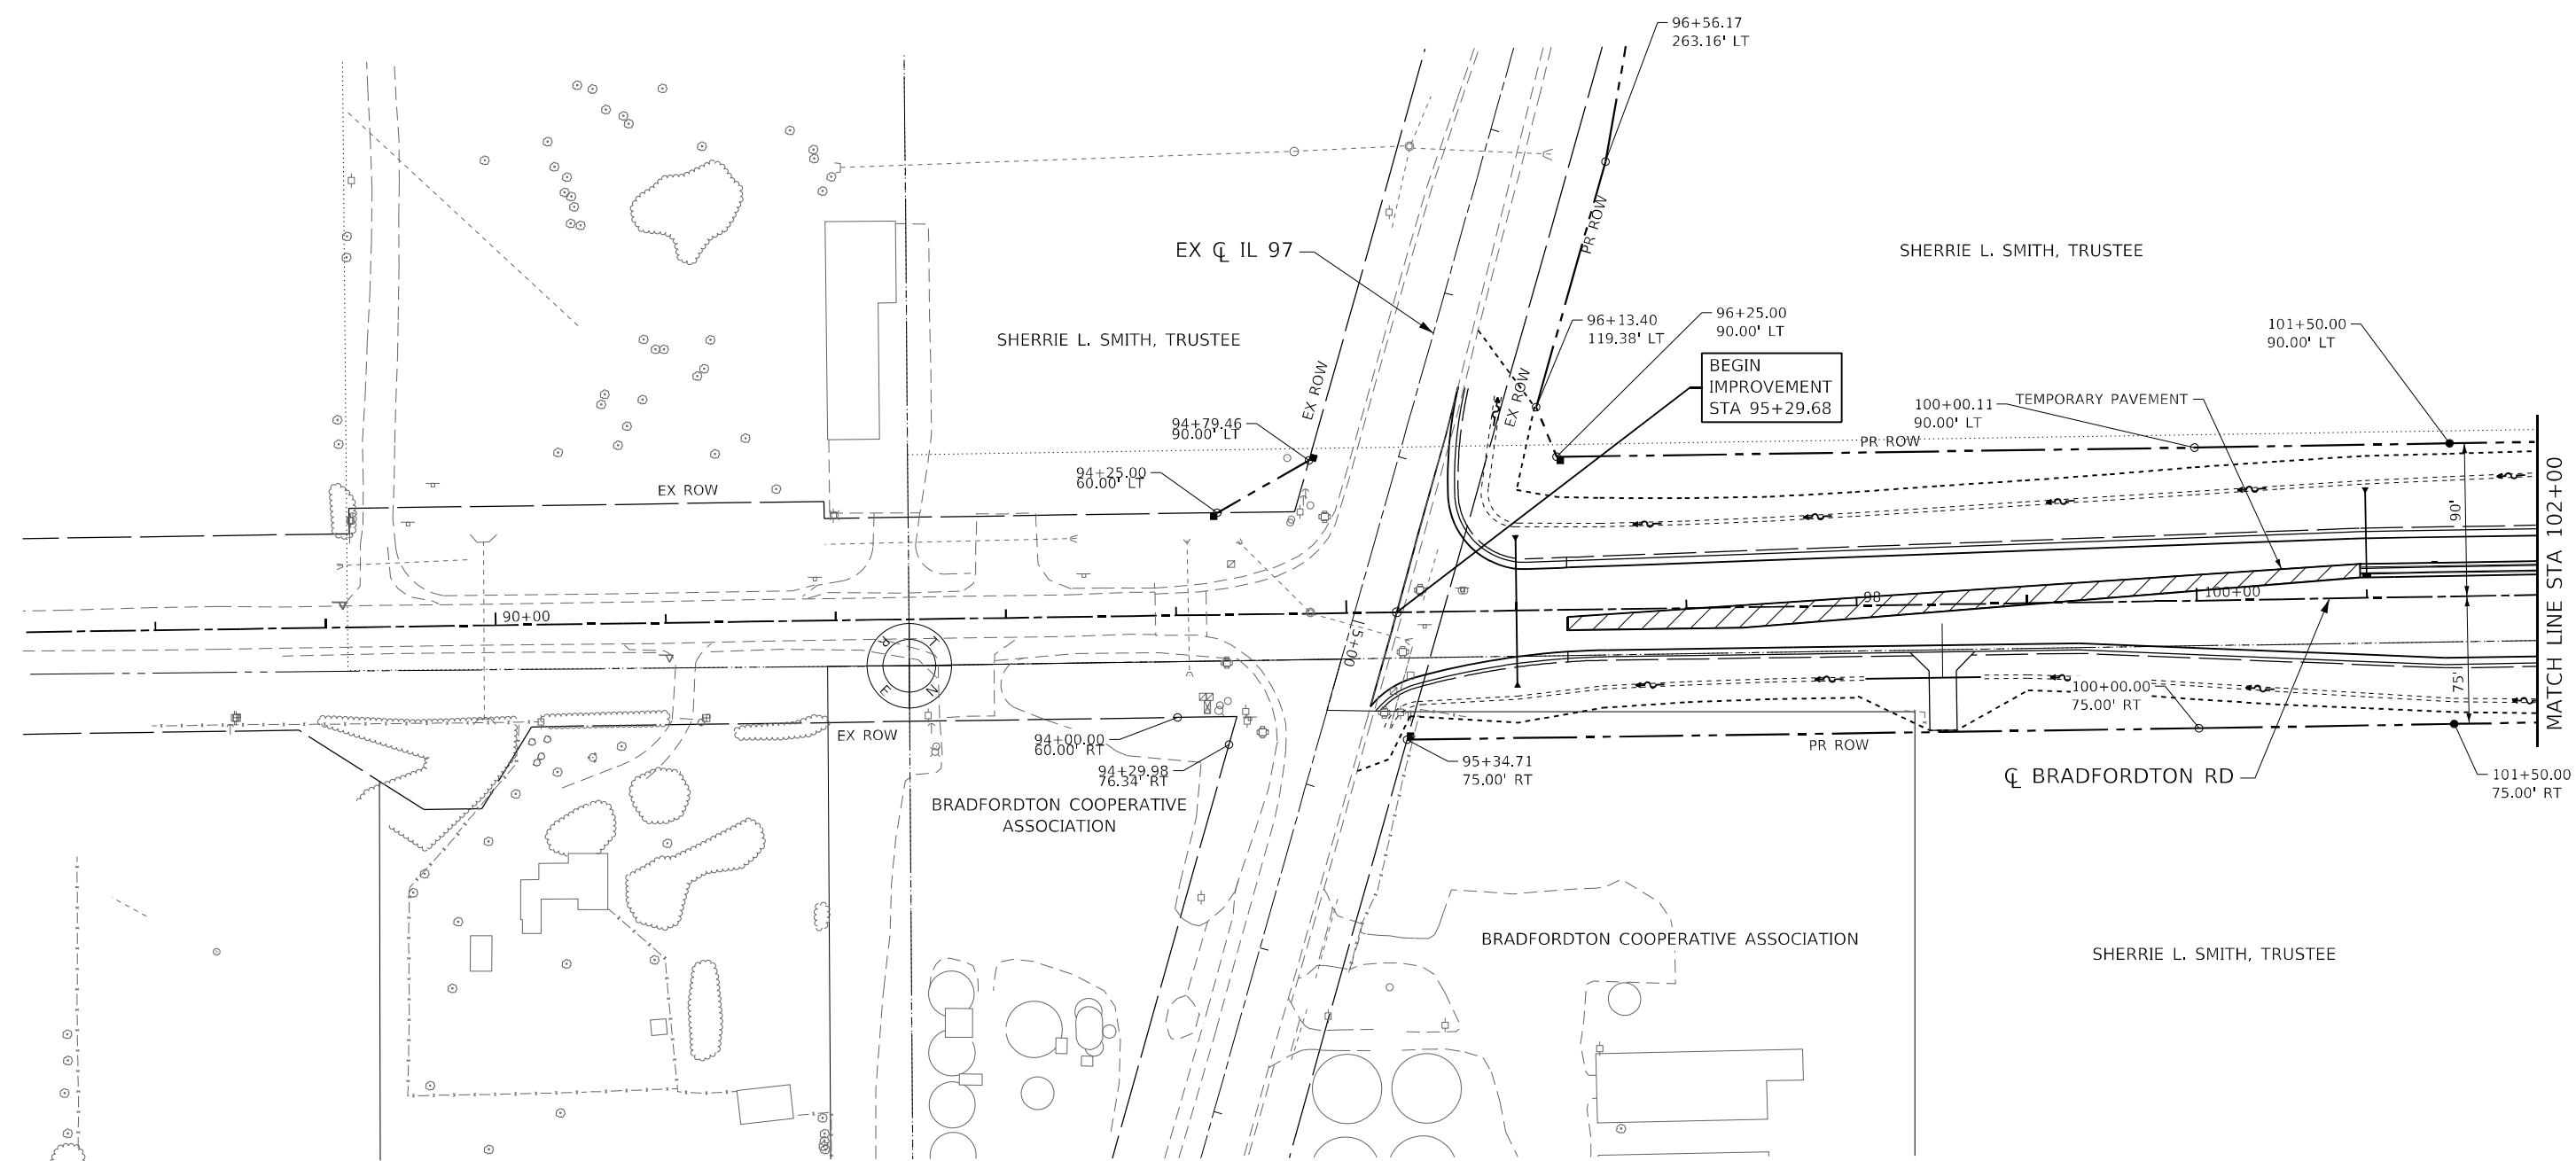 96+56.17
263.16' LT
PR ROW
EX ℄ IL 97
SHERRIE L. SMITH, TRUSTEE
SHERRIE L. SMITH, TRUSTEE
96+13.40
119.38' LT
96+25.00
90.00' LT
101+50.00
90.00' LT
BEGIN
IMPROVEMENT
STA 95+29.68
EX ROW
EX ROW
100+00.11
90.00' LT
TEMPORARY PAVEMENT
94+79.46
90.00' LT
PR ROW
94+25.00
60.00' LT
EX ROW
90'
MATCH LINE STA 102+00
90+00
98
100+00
15+00
R
L
E
N
75'
100+00.00
75.00' RT
EX ROW
94+00.00
60.00' RT
PR ROW
94+29.98
76.34' RT
95+34.71
75.00' RT
℄ BRADFORDTON RD
101+50.00
75.00' RT
BRADFORDTON COOPERATIVE
ASSOCIATION
BRADFORDTON COOPERATIVE ASSOCIATION
SHERRIE L. SMITH, TRUSTEE